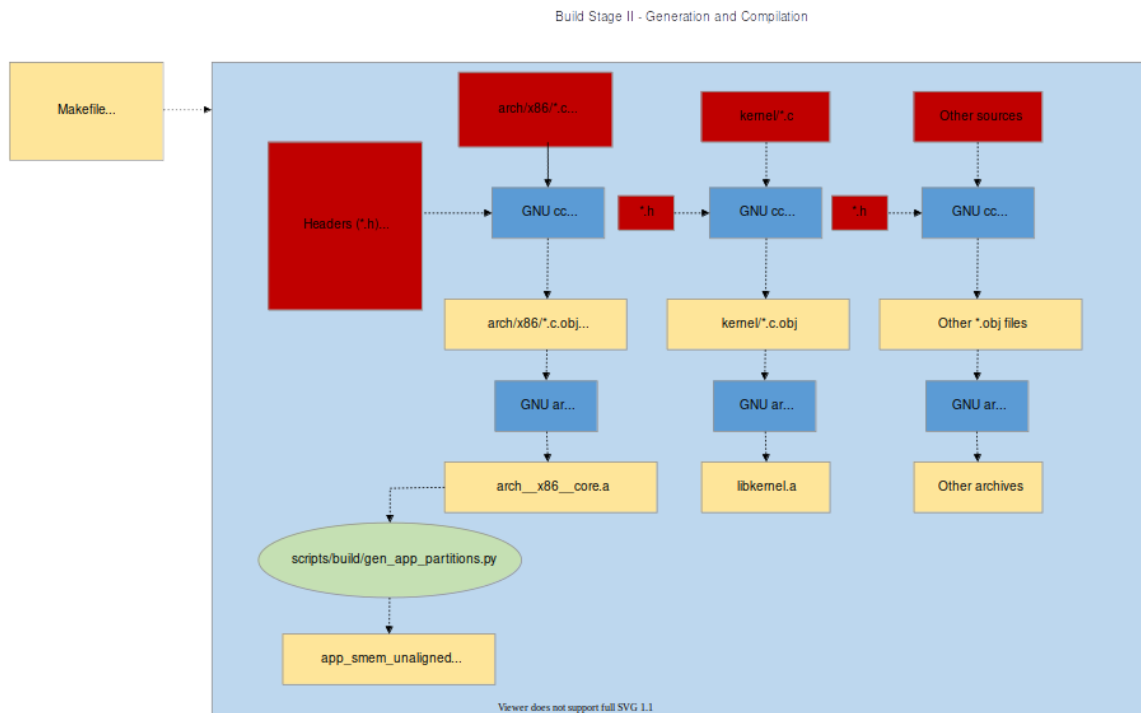 Build Stage II - Generation and Compilation
Makefile...
arch/x86/*.c...
kernel/*.c
Other sources
Headers (*.h)...
GNU cc...
*.h
GNU cc...
*.h
GNU cc...
arch/x86/*.c.obj...
kernel/*.c.obj
Other *.obj files
GNU ar...
GNU ar...
GNU ar...
arch__x86__core.a
libkernel.a
Other archives
scripts/build/gen_app_partitions.py
app_smem_unaligned...
Viewer does not support full SVG 1.1